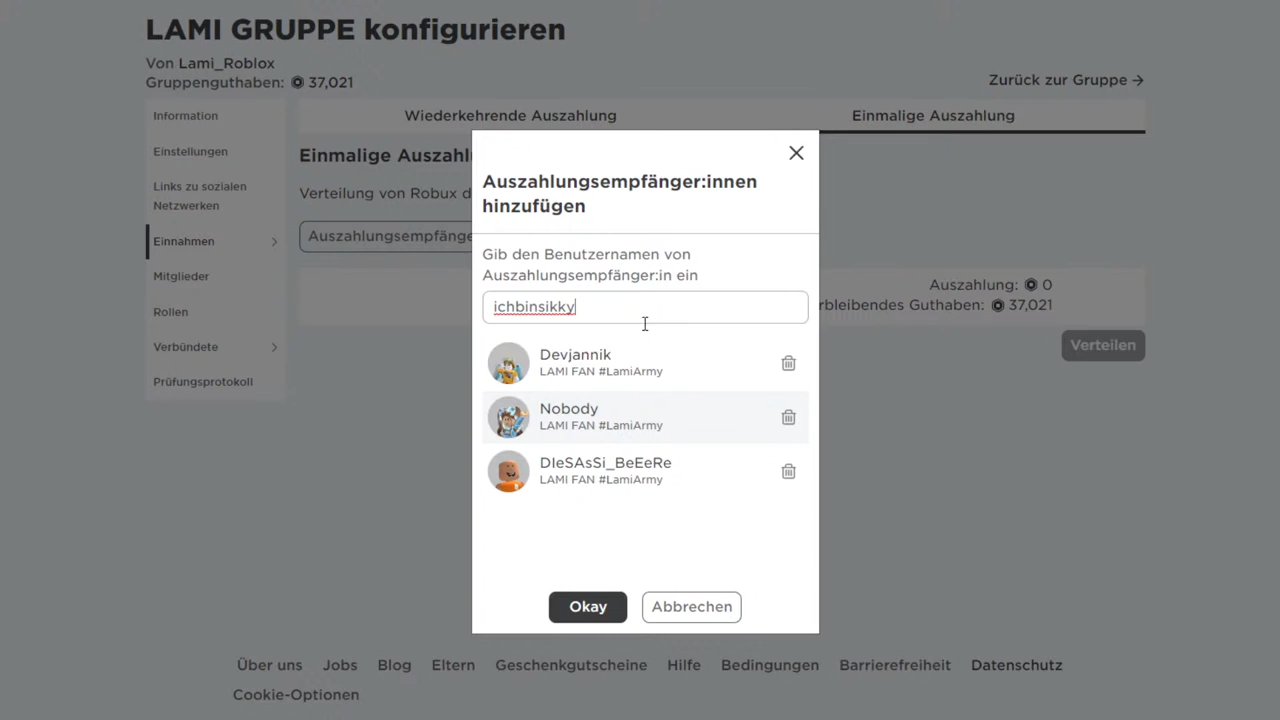 LAMI GRUPPE konfigurieren
Von Lami_Roblox
Gruppenguthaben: 37,021
Zurück zur Gruppe →
Information
Einstellungen
Links zu sozialen
Netzwerken
Einnahmen
Mitglieder
Rollen
Verbündete
Prüfungsprotokoll
Wiederkehrende Auszahlung
Einmalige Auszahlung
Einmalige Auszahl
Verteilung von Robux d
Auszahlungsempfänge
Auszahlungsempfänger:innen
hinzufügen
Gib den Benutzernamen von
Auszahlungsempfänger:in ein
ichbinsikky
Devjannik
LAMI FAN #LamiArmy
Nobody
LAMI FAN #LamiArmy
DIeSAsSi_BeEeRe
LAMI FAN #LamiArmy
Okay
Abbrechen
Auszahlung: 0
rbleibendes Guthaben: 37,021
Verteilen
Über uns Jobs Blog Eltern Geschenkgutscheine Hilfe Bedingungen Barrierefreiheit Datenschutz
Cookie-Optionen